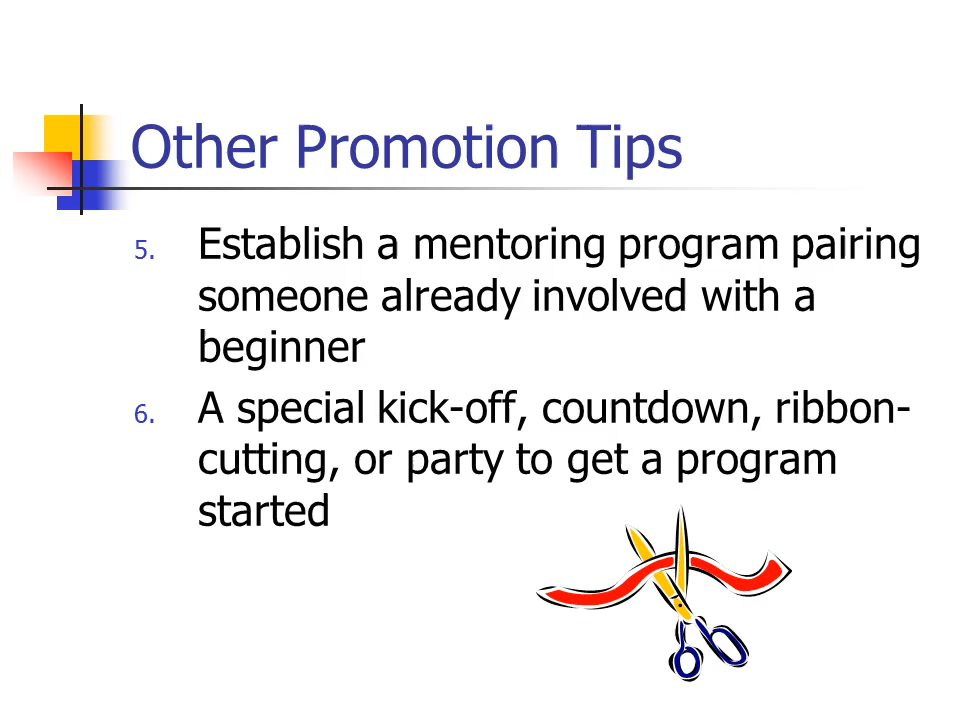 Other Promotion Tips
5. Establish a mentoring program pairing
someone already involved with a
beginner
6. A special kick-off, countdown, ribbon-
cutting, or party to get a program
started